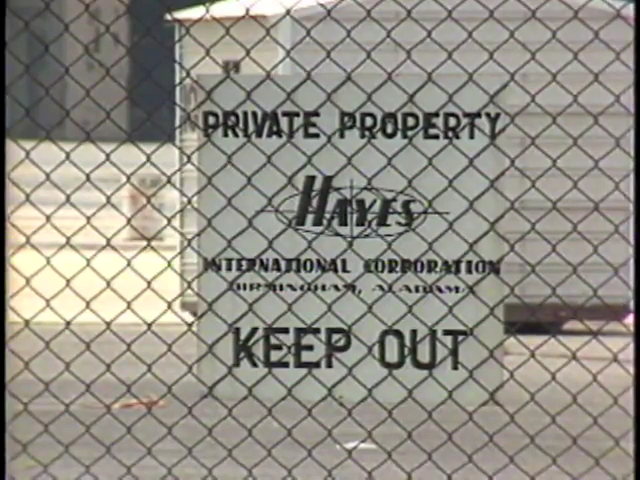 PRIVATE PROPERTY
HAYES
INTERNATIONAL CORPORATION
BIRMINGHAM, ALABAMA
KEEP OUT